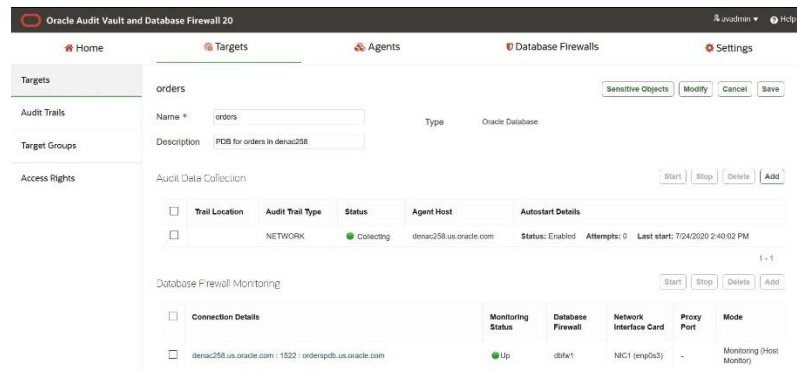 Oracle Audit Vault and Database Firewall 20
avadmin
Help
Home
Targets
Agents
Database Firewalls
Settings
Targets
Audit Trails
Target Groups
Access Rights
orders
Sensitive Objects
Modify
Cancel
Save
Name *
orders
Type
Oracle Database
Description
PDB for orders in denac258
Audit Data Collection
Start
Stop
Delete
Add
Trail Location Audit Trail Type Status Agent Host Autostart Details
NETWORK Collecting denac258.us.oracle.com Status: Enabled Attempts: 0 Last start: 7/24/2020 2:40:02 PM
1 - 1
Database Firewall Monitoring
Start
Stop
Delete
Add
Connection Details
Monitoring Status
Database Firewall
Network Interface Card
Proxy Port
Mode
denac258.us.oracle.com : 1522 : orderspdb.us.oracle.com
Up
dbfw1
NIC1 (enp0s3)
-
Monitoring (Host Monitor)